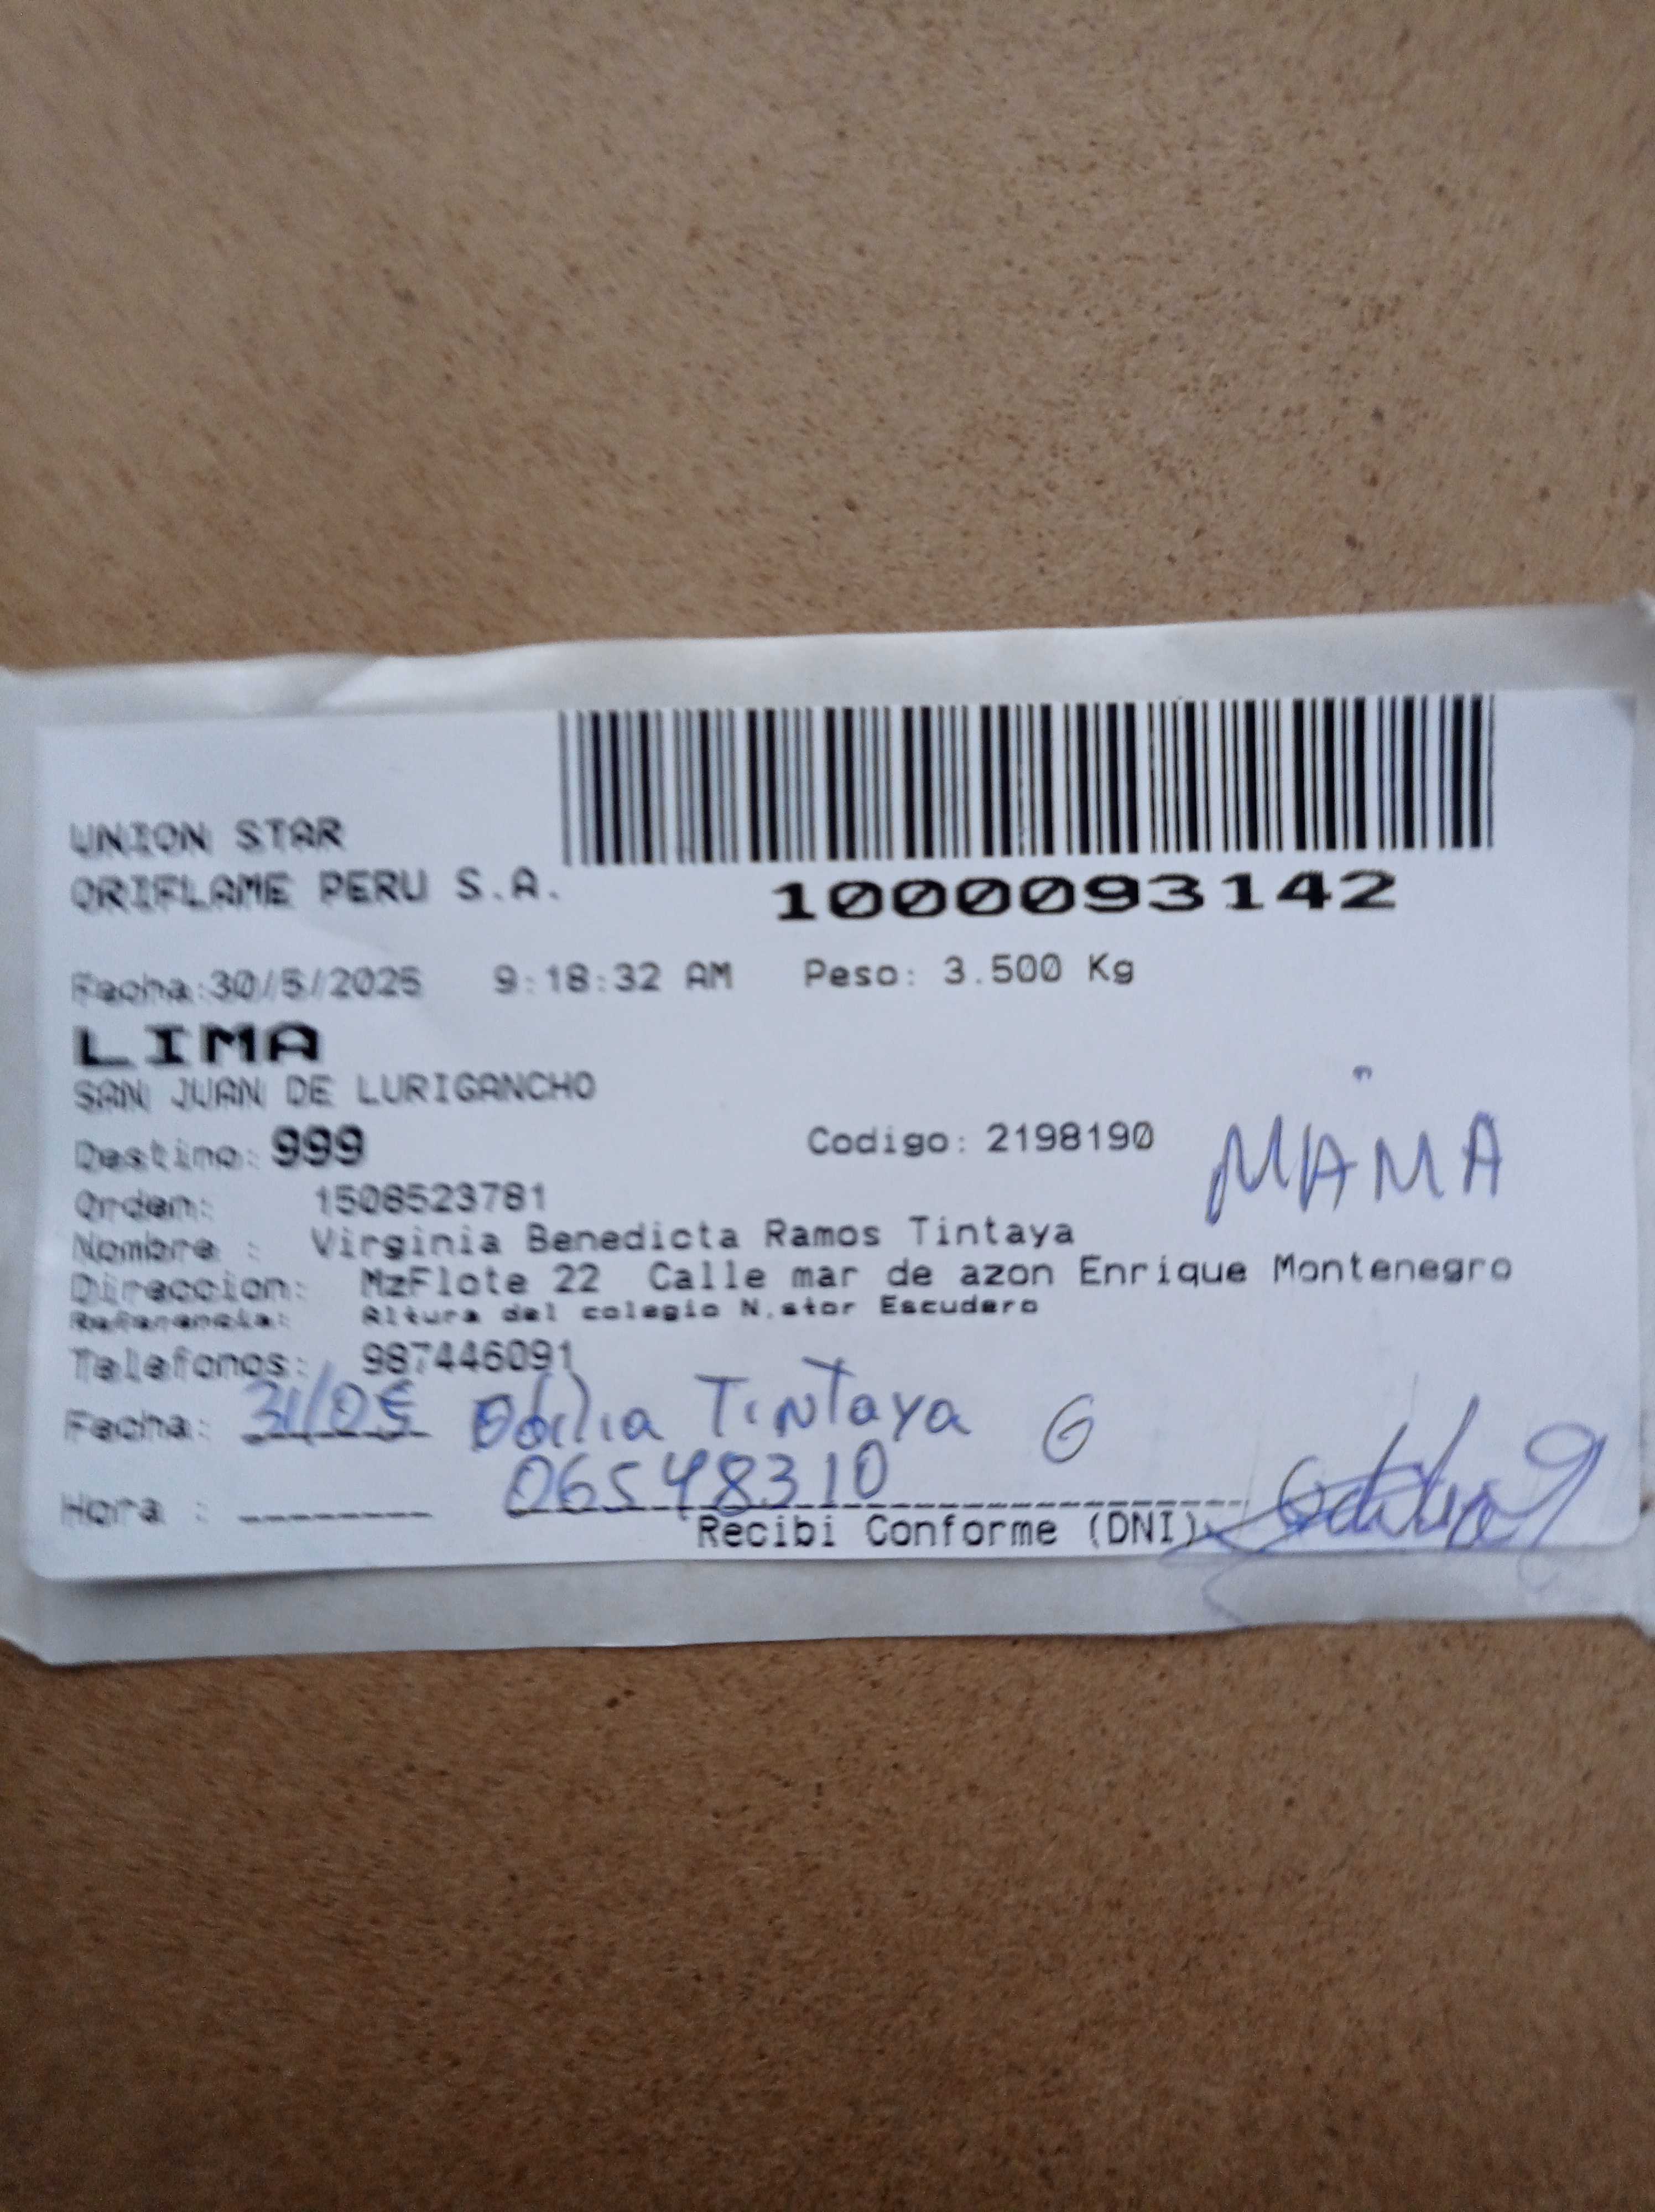 UNION STAR
ORIFLAME PERU S.A.
1000093142
Fecha:30/5/2025 9:18:32 AM Peso: 3.500 Kg
LIMA
SAN JUAN DE LURIGANCHO
Destino: 999 Codigo: 2198190
MAMA
Orden: 1508523781
Nombre : Virginia Benedicta Ramos Tintaya
Direccion: MzFlote 22 Calle mar de azon Enrique Montenegro
Referencia: Altura del colegio N.stor Escudero
Telefonos: 987446091
Fecha: 31/05 Odilia Tintaya G
06548310
Hora :
Recibi Conforme (DNI)